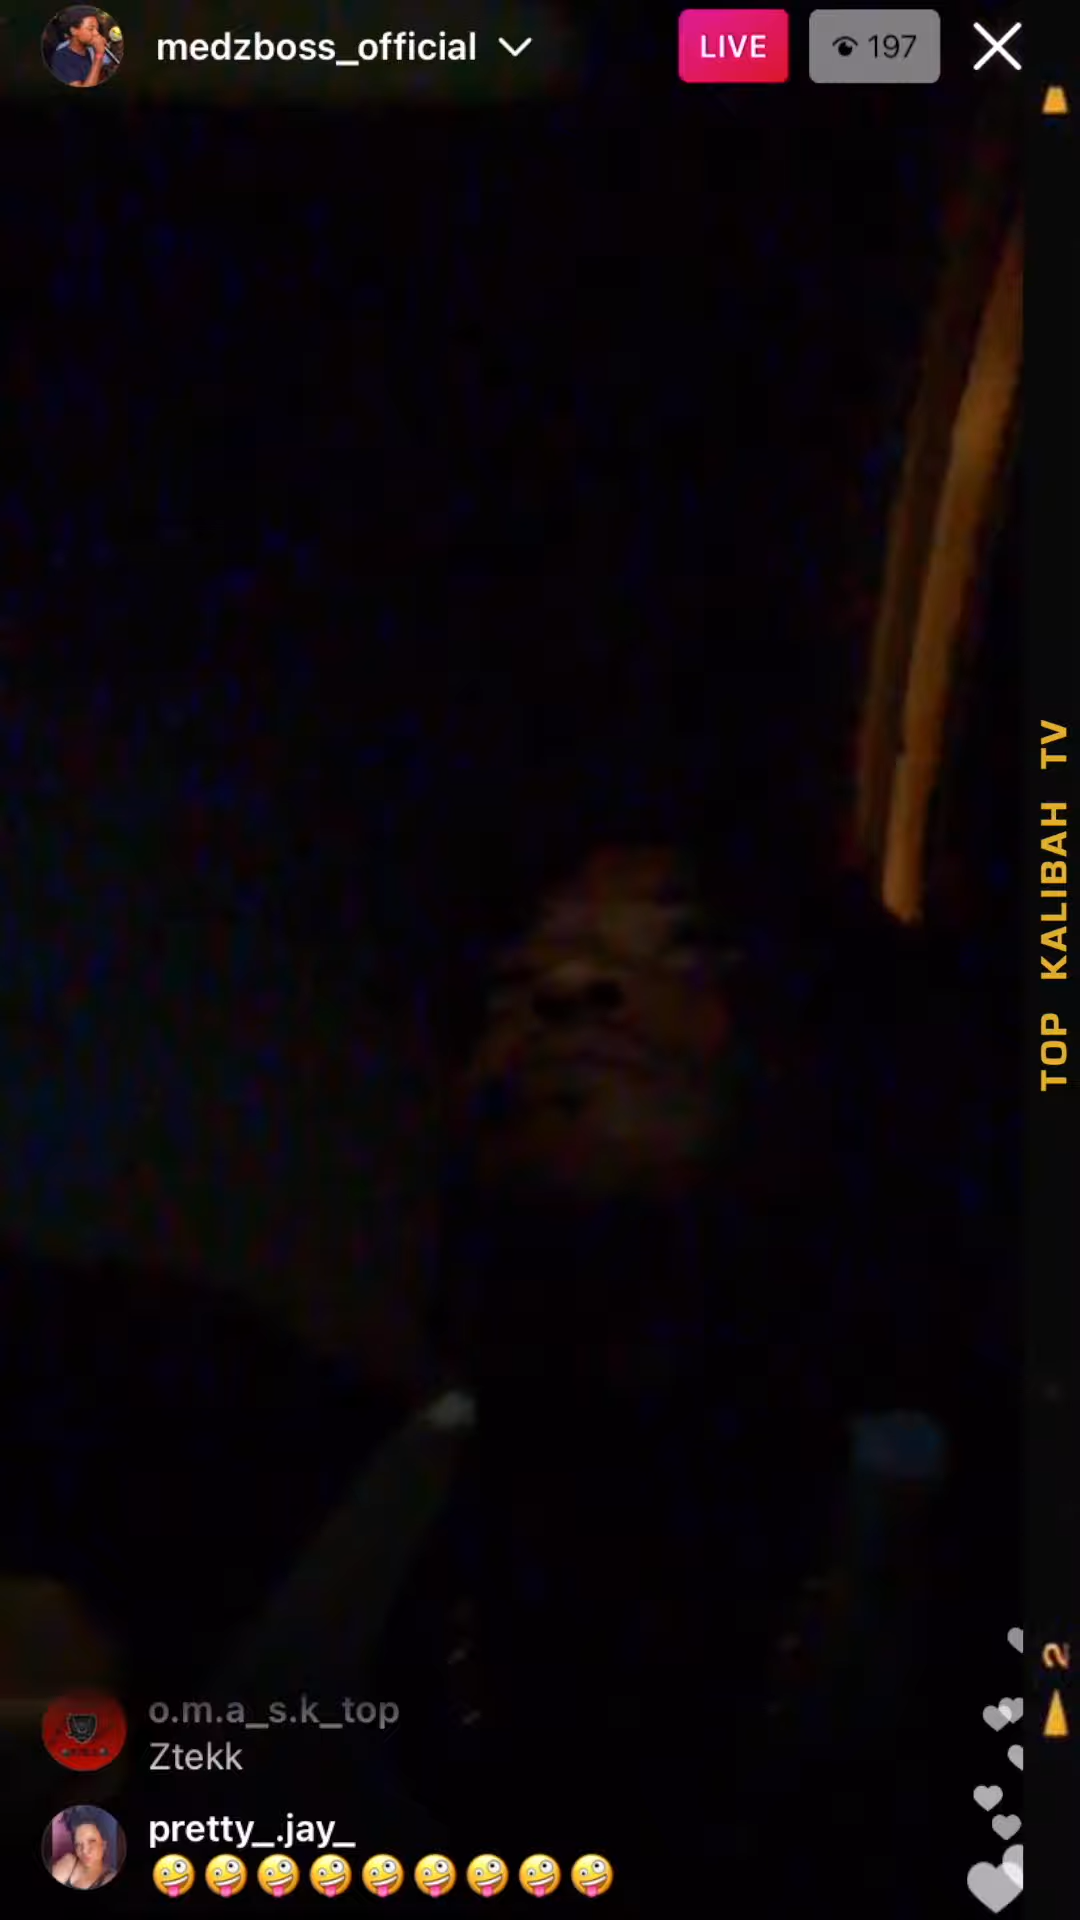 medzboss_official
LIVE
197
TOP KALIBAH TV
2
o.m.a_s.k_top
Ztekk
pretty_.jay_
🤪🤪🤪🤪🤪🤪🤪🤪🤪